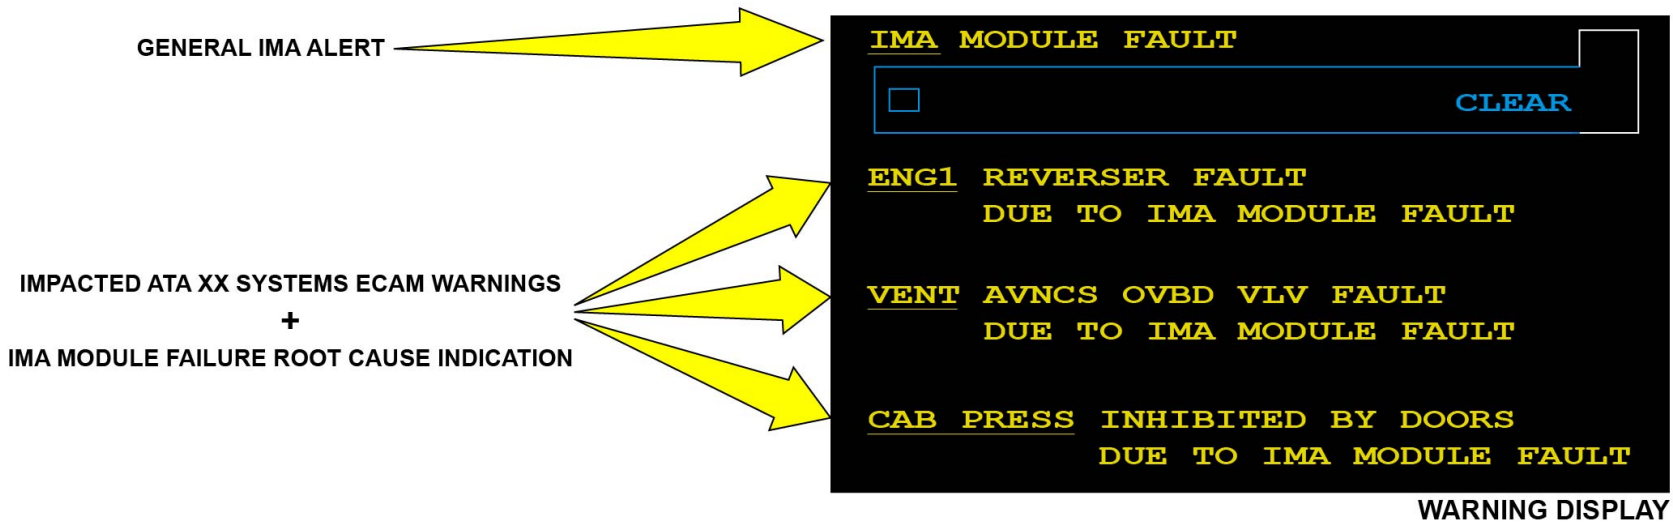 GENERAL IMA ALERT
IMA MODULE FAULT
CLEAR
ENG1 REVERSER FAULT
DUE TO IMA MODULE FAULT
IMPACTED ATA XX SYSTEMS ECAM WARNINGS
+
IMA MODULE FAILURE ROOT CAUSE INDICATION
VENT AVNCS OVBD VLV FAULT
DUE TO IMA MODULE FAULT
CAB PRESS INHIBITED BY DOORS
DUE TO IMA MODULE FAULT
WARNING DISPLAY